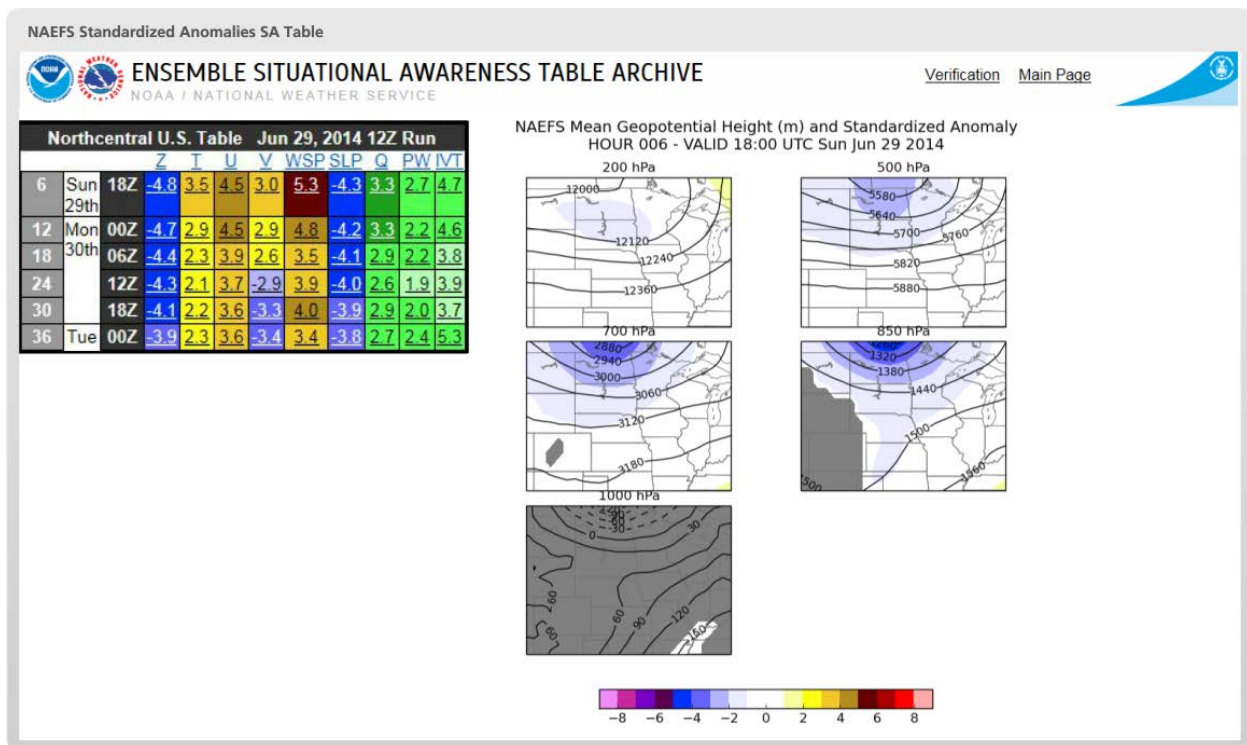 NAEFS Standardized Anomalies SA Table
NOAA
ENSEMBLE SITUATIONAL AWARENESS TABLE ARCHIVE
NOAA / NATIONAL WEATHER SERVICE
Verification Main Page
Northcentral U.S. Table Jun 29, 2014 12Z Run
Z T U V WSP SLP Q PW IVT
6 Sun 18Z -4.8 3.5 4.5 3.0 5.3 -4.3 3.3 2.7 4.7
29th
12 Mon 00Z -4.7 2.9 4.5 2.9 4.8 -4.2 3.3 2.2 4.6
18 30th 06Z -4.4 2.3 3.9 2.6 3.5 -4.1 2.9 2.2 3.8
24 12Z -4.3 2.1 3.7 -2.9 3.9 -4.0 2.6 1.9 3.9
30 18Z -4.1 2.2 3.6 -3.3 4.0 -3.9 2.9 2.0 3.7
36 Tue 00Z -3.9 2.3 3.6 -3.4 3.4 -3.8 2.7 2.4 5.3
NAEFS Mean Geopotential Height (m) and Standardized Anomaly
HOUR 006 - VALID 18:00 UTC Sun Jun 29 2014
200 hPa
12000
12120
12240
12360
500 hPa
5580
5640
5700 5760
5820
5880
700 hPa
2880
2940
3000
3060
3120
3180
850 hPa
1320
1380
1440
1500
1560
1500
1000 hPa
-30
0 30
60
60 60 90 120 150
−8 −6 −4 −2 0 2 4 6 8